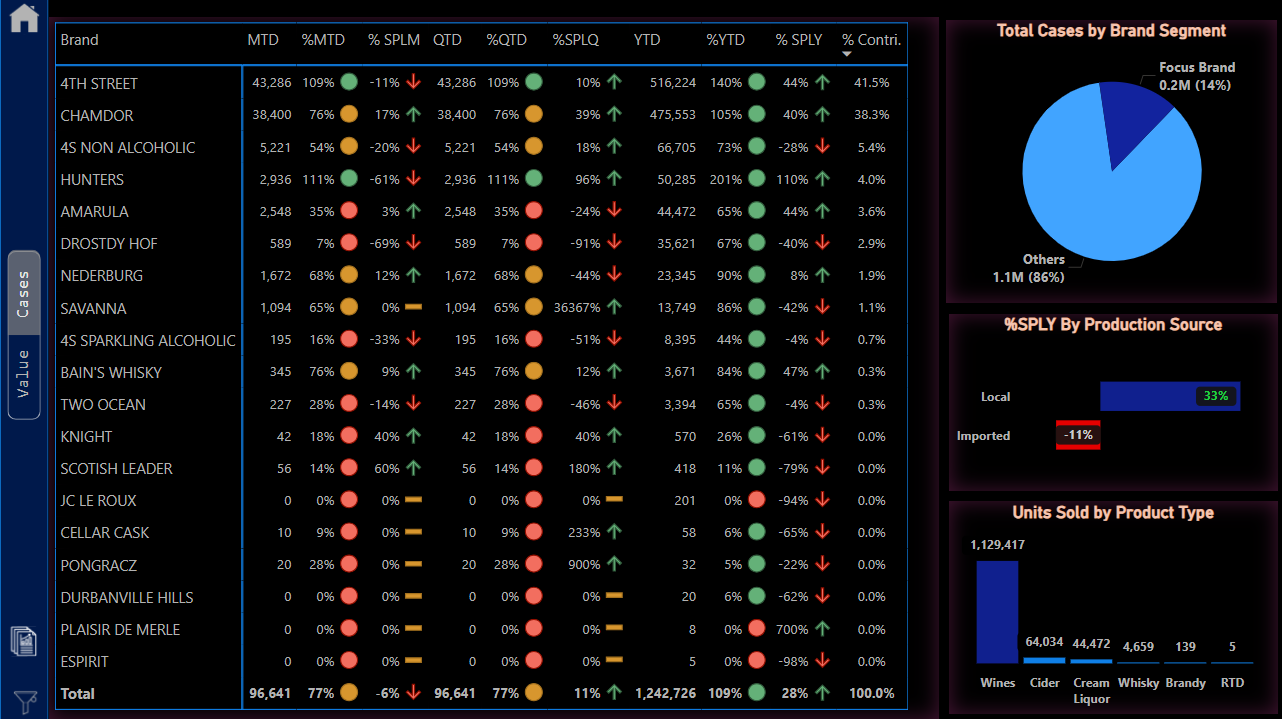 Brand MTD %MTD % SPLM QTD %QTD %SPLQ YTD %YTD % SPLY % Contri.
4TH STREET 43,286 109% -11% 43,286 109% 10% 516,224 140% 44% 41.5%
CHAMDOR 38,400 76% 17% 38,400 76% 39% 475,553 105% 40% 38.3%
4S NON ALCOHOLIC 5,221 54% -20% 5,221 54% 18% 66,705 73% -28% 5.4%
HUNTERS 2,936 111% -61% 2,936 111% 96% 50,285 201% 110% 4.0%
AMARULA 2,548 35% 3% 2,548 35% -24% 44,472 65% 44% 3.6%
DROSTDY HOF 589 7% -69% 589 7% -91% 35,621 67% -40% 2.9%
NEDERBURG 1,672 68% 12% 1,672 68% -44% 23,345 90% 8% 1.9%
SAVANNA 1,094 65% 0% 1,094 65% 36367% 13,749 86% -42% 1.1%
4S SPARKLING ALCOHOLIC 195 16% -33% 195 16% -51% 8,395 44% -4% 0.7%
BAIN'S WHISKY 345 76% 9% 345 76% 12% 3,671 84% 47% 0.3%
TWO OCEAN 227 28% -14% 227 28% -46% 3,394 65% -4% 0.3%
KNIGHT 42 18% 40% 42 18% 40% 570 26% -61% 0.0%
SCOTISH LEADER 56 14% 60% 56 14% 180% 418 11% -79% 0.0%
JC LE ROUX 0 0% 0% 0 0% 0% 201 0% -94% 0.0%
CELLAR CASK 10 9% 0% 10 9% 233% 58 6% -65% 0.0%
PONGRACZ 20 28% 0% 20 28% 900% 32 5% -22% 0.0%
DURBANVILLE HILLS 0 0% 0% 0 0% 0% 20 6% -62% 0.0%
PLAISIR DE MERLE 0 0% 0% 0 0% 0% 8 0% 700% 0.0%
ESPIRIT 0 0% 0% 0 0% 0% 5 0% -98% 0.0%
Total 96,641 77% -6% 96,641 77% 11% 1,242,726 109% 28% 100.0%
Cases
Value
Total Cases by Brand Segment
Focus Brand
0.2M (14%)
Others
1.1M (86%)
%SPLY By Production Source
Local 33%
Imported -11%
Units Sold by Product Type
1,129,417 64,034 44,472 4,659 139 5
Wines Cider Cream Whisky Brandy RTD
Liquor